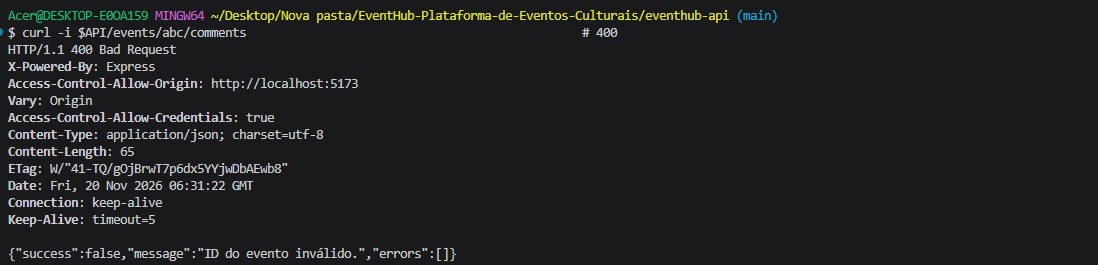 Acer@DESKTOP-E0OA159 MINGW64 ~/Desktop/Nova pasta/EventHub-Plataforma-de-Eventos-Culturais/eventhub-api (main)
$ curl -i $API/events/abc/comments # 400
HTTP/1.1 400 Bad Request
X-Powered-By: Express
Access-Control-Allow-Origin: http://localhost:5173
Vary: Origin
Access-Control-Allow-Credentials: true
Content-Type: application/json; charset=utf-8
Content-Length: 65
ETag: W/"41-TQ/gOjBrwT7p6dx5YYjwDbAEwb8"
Date: Fri, 20 Nov 2026 06:31:22 GMT
Connection: keep-alive
Keep-Alive: timeout=5
{"success":false,"message":"ID do evento inválido.","errors":[]}